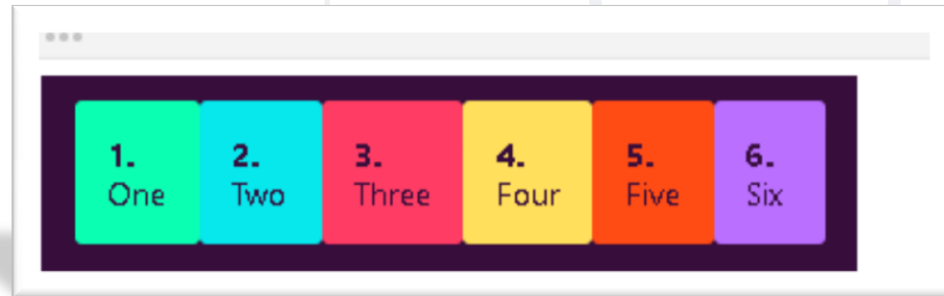 1.
One
2.
Two
3.
Three
4.
Four
5.
Five
6.
Six